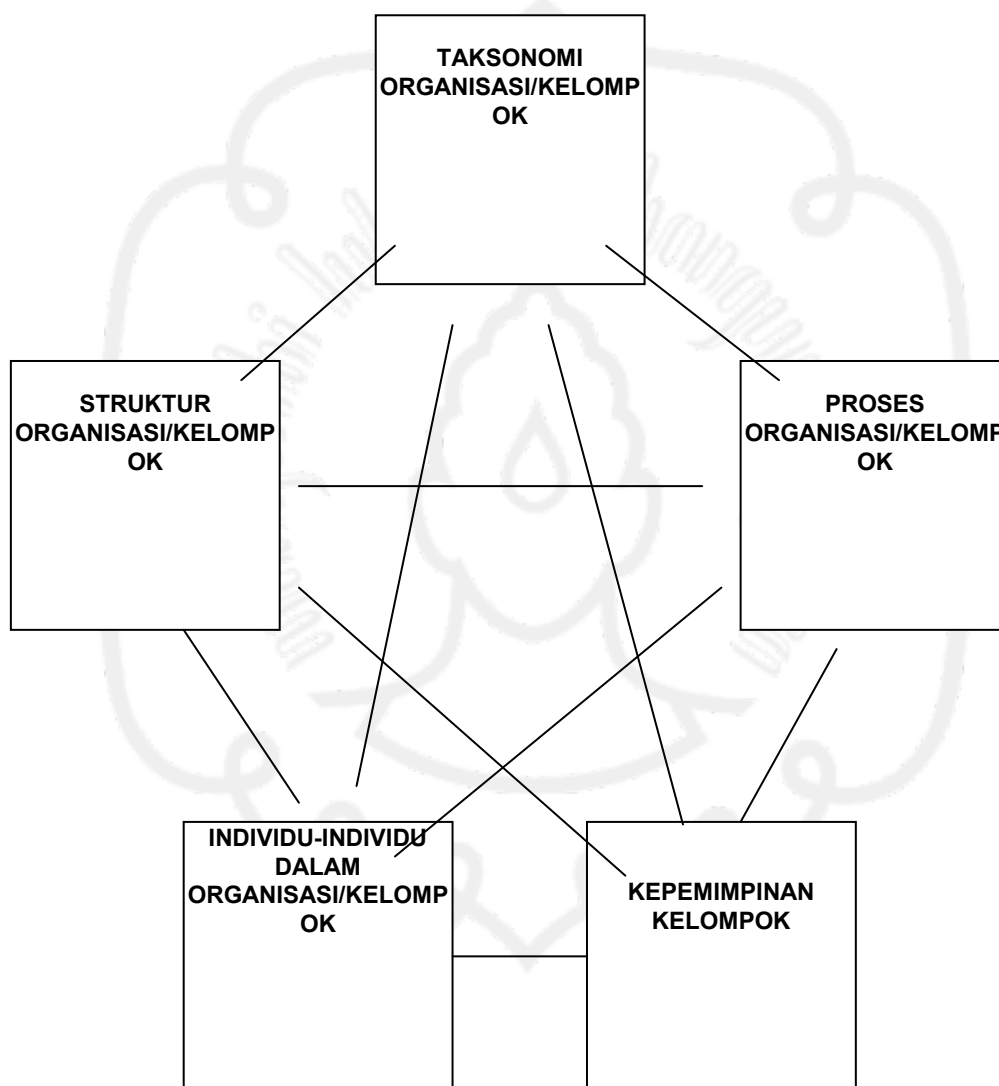 TAKSONOMI
ORGANISASI/KELOMP
OK
STRUKTUR
ORGANISASI/KELOMP
OK
PROSES
ORGANISASI/KELOMP
OK
INDIVIDU-INDIVIDU
DALAM
ORGANISASI/KELOMP
OK
KEPEMIMPINAN
KELOMPOK